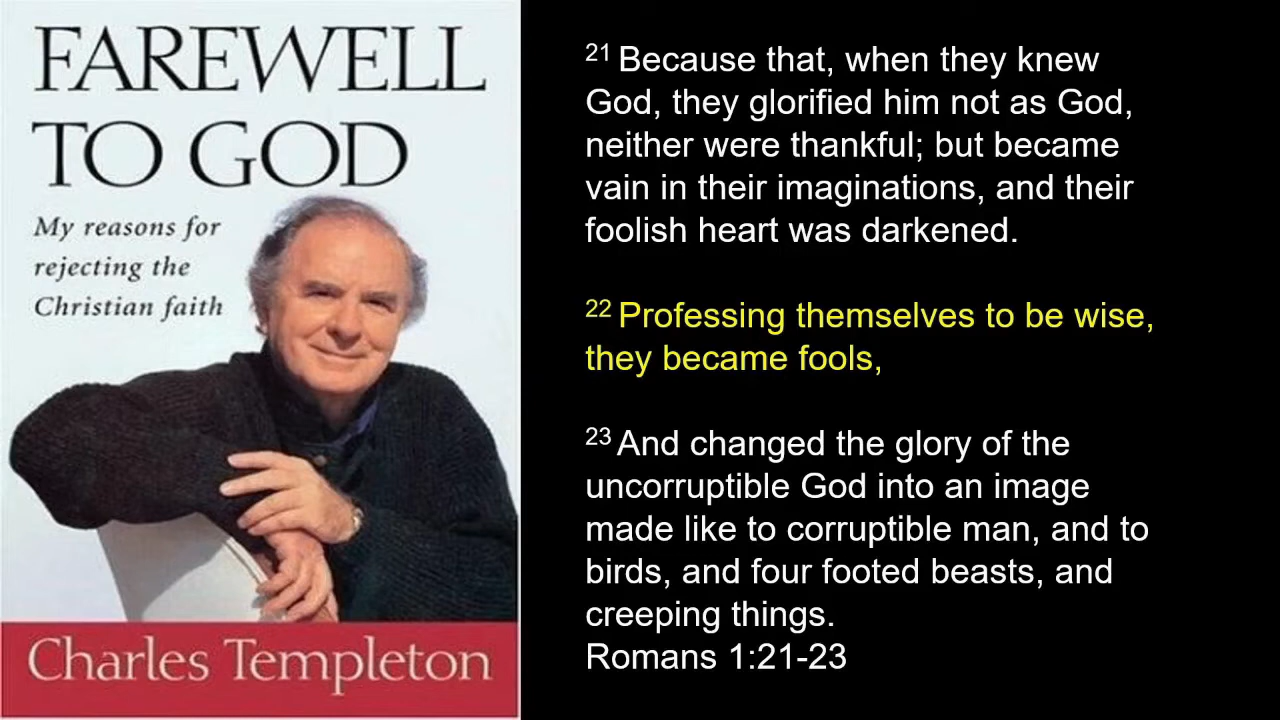 FAREWELL
TO GOD
My reasons for
rejecting the
Christian faith
Charles Templeton
21 Because that, when they knew
God, they glorified him not as God,
neither were thankful; but became
vain in their imaginations, and their
foolish heart was darkened.
22 Professing themselves to be wise,
they became fools,
23 And changed the glory of the
uncorruptible God into an image
made like to corruptible man, and to
birds, and four footed beasts, and
creeping things.
Romans 1:21-23